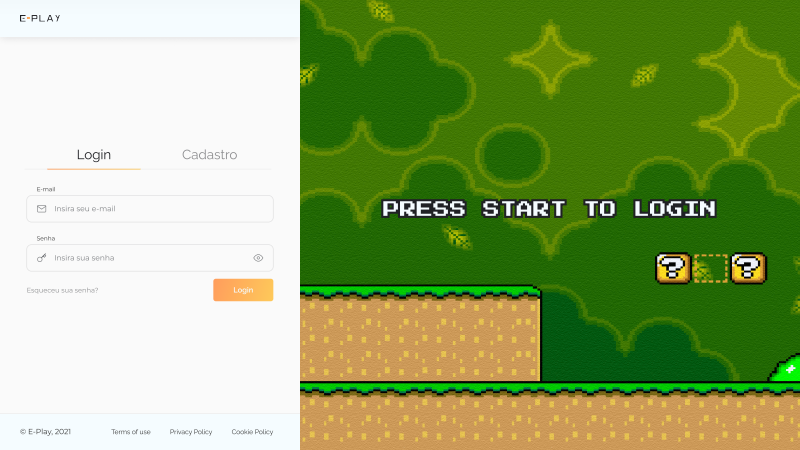 E-PLAY
Login Cadastro
E-mail
Insira seu e-mail
Senha
Insira sua senha
Esqueceu sua senha? Login
© E-Play, 2021 Terms of use Privacy Policy Cookie Policy
PRESS START TO LOGIN
? ?